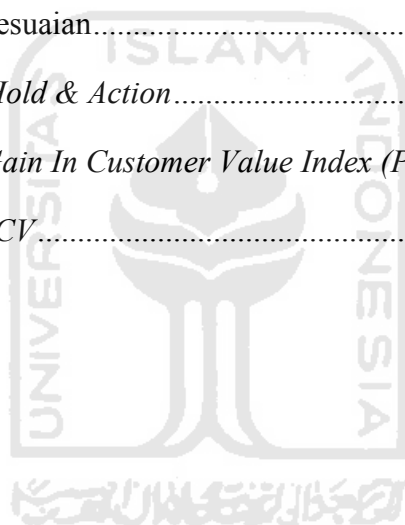 esuaian...............................
ISLAM
Hold & Action...............................
Gain In Customer Value Index (P
CV...............................
UNIVERSITAS
INDONESIA